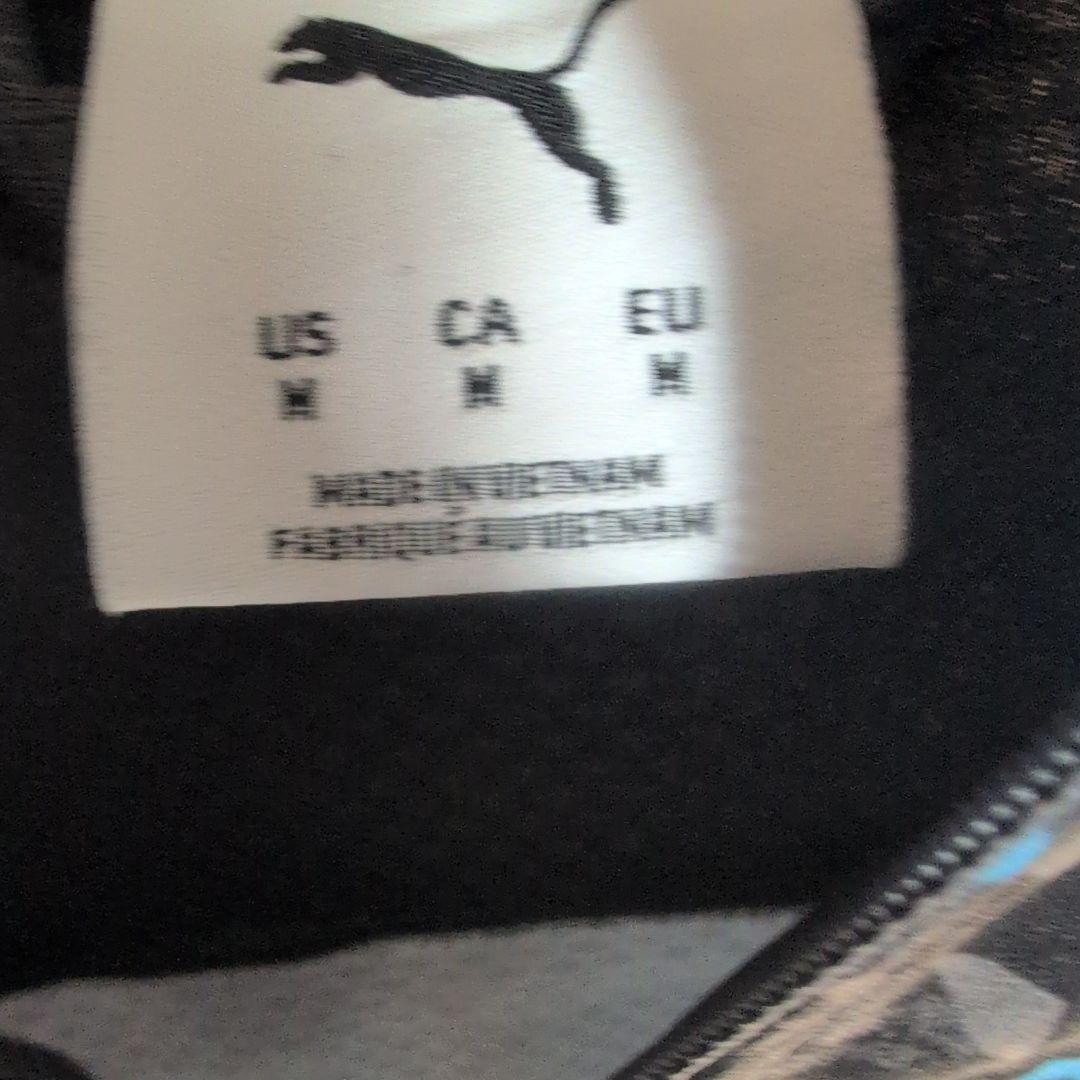 US CA EU
M M M
MADE IN VIETNAM
FABRIQUÉ AU VIETNAM